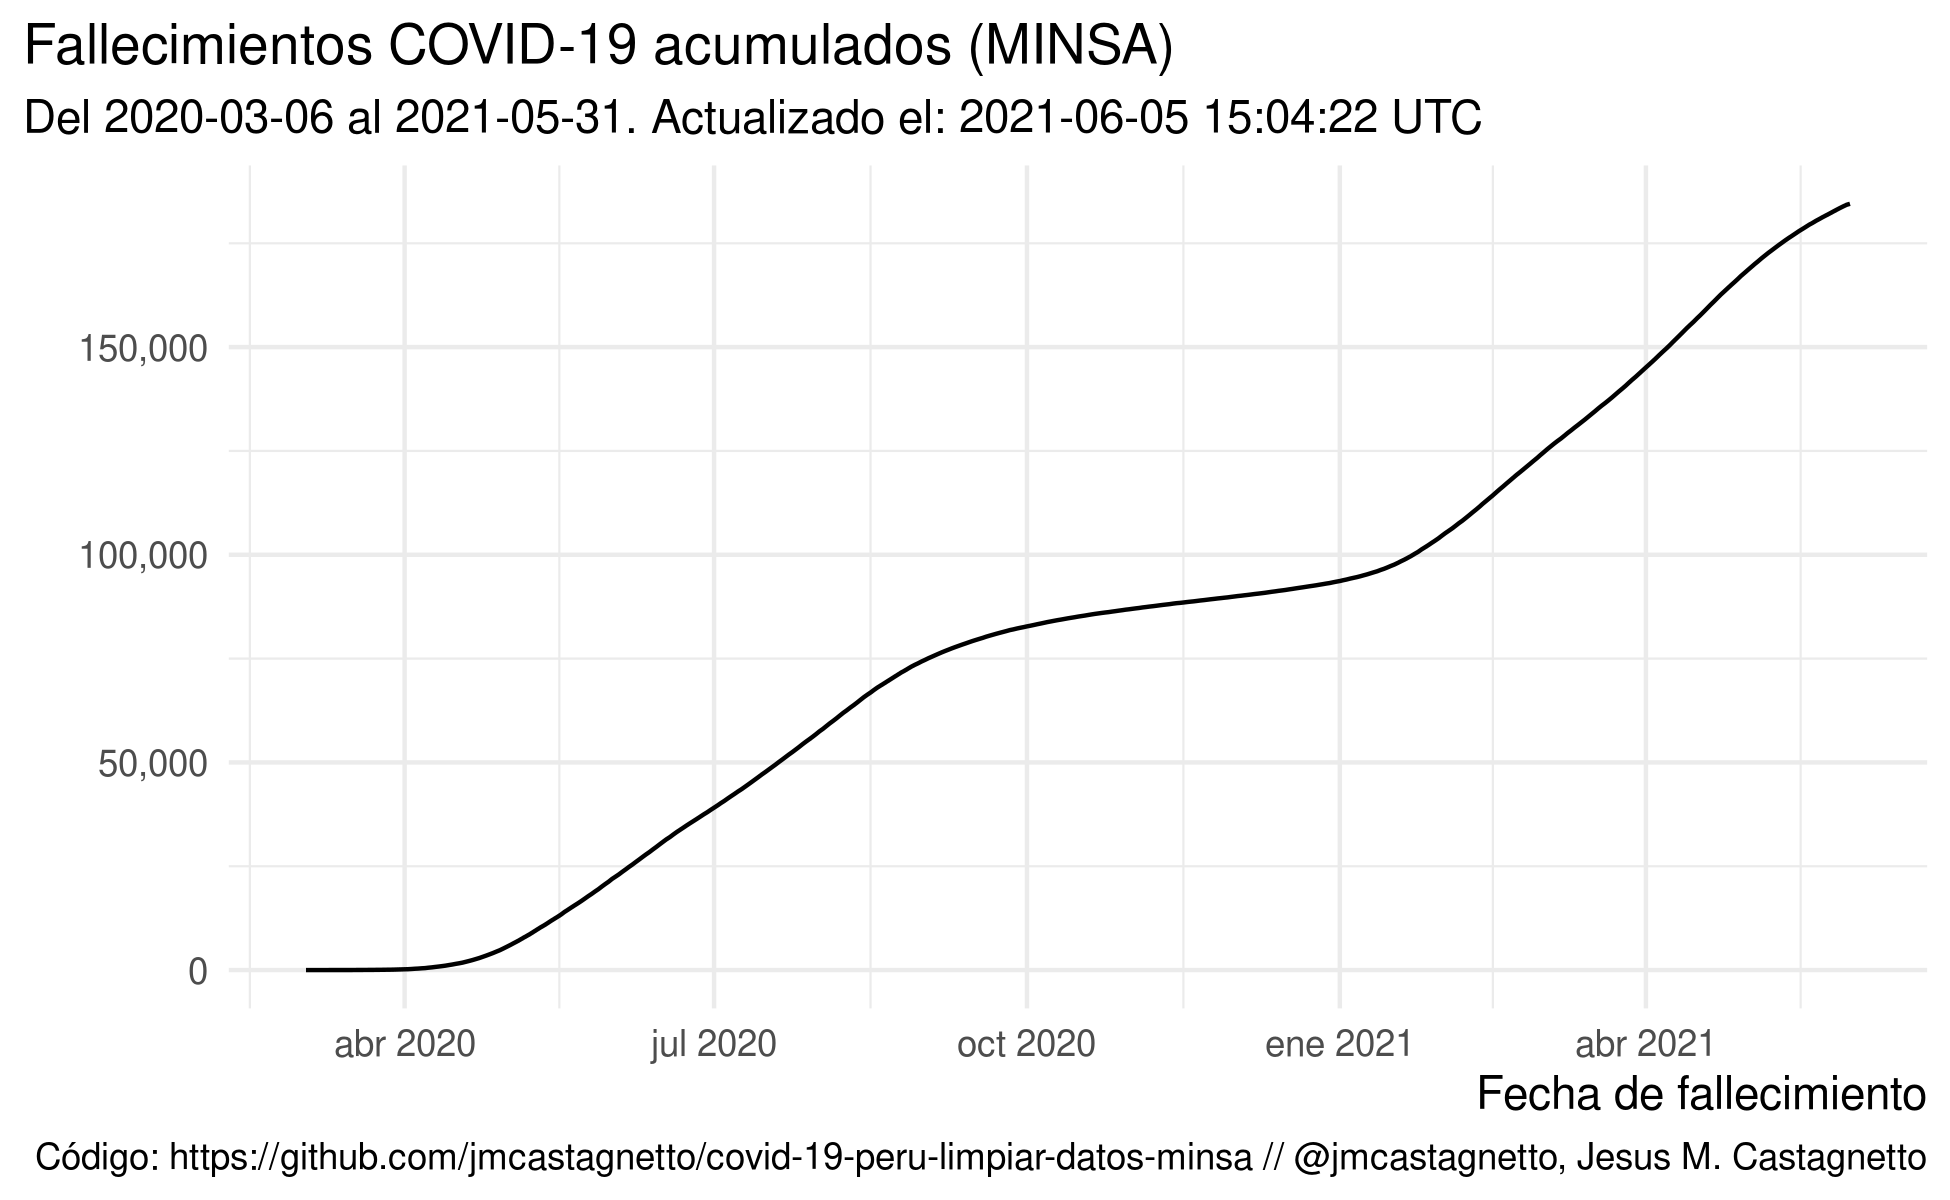 Fallecimientos COVID-19 acumulados (MINSA)
Del 2020-03-06 al 2021-05-31. Actualizado el: 2021-06-05 15:04:22 UTC
150,000
100,000
50,000
0
abr 2020 jul 2020 oct 2020 ene 2021 abr 2021
Fecha de fallecimiento
Código: https://github.com/jmcastagnetto/covid-19-peru-limpiar-datos-minsa // @jmcastagnetto, Jesus M. Castagnetto